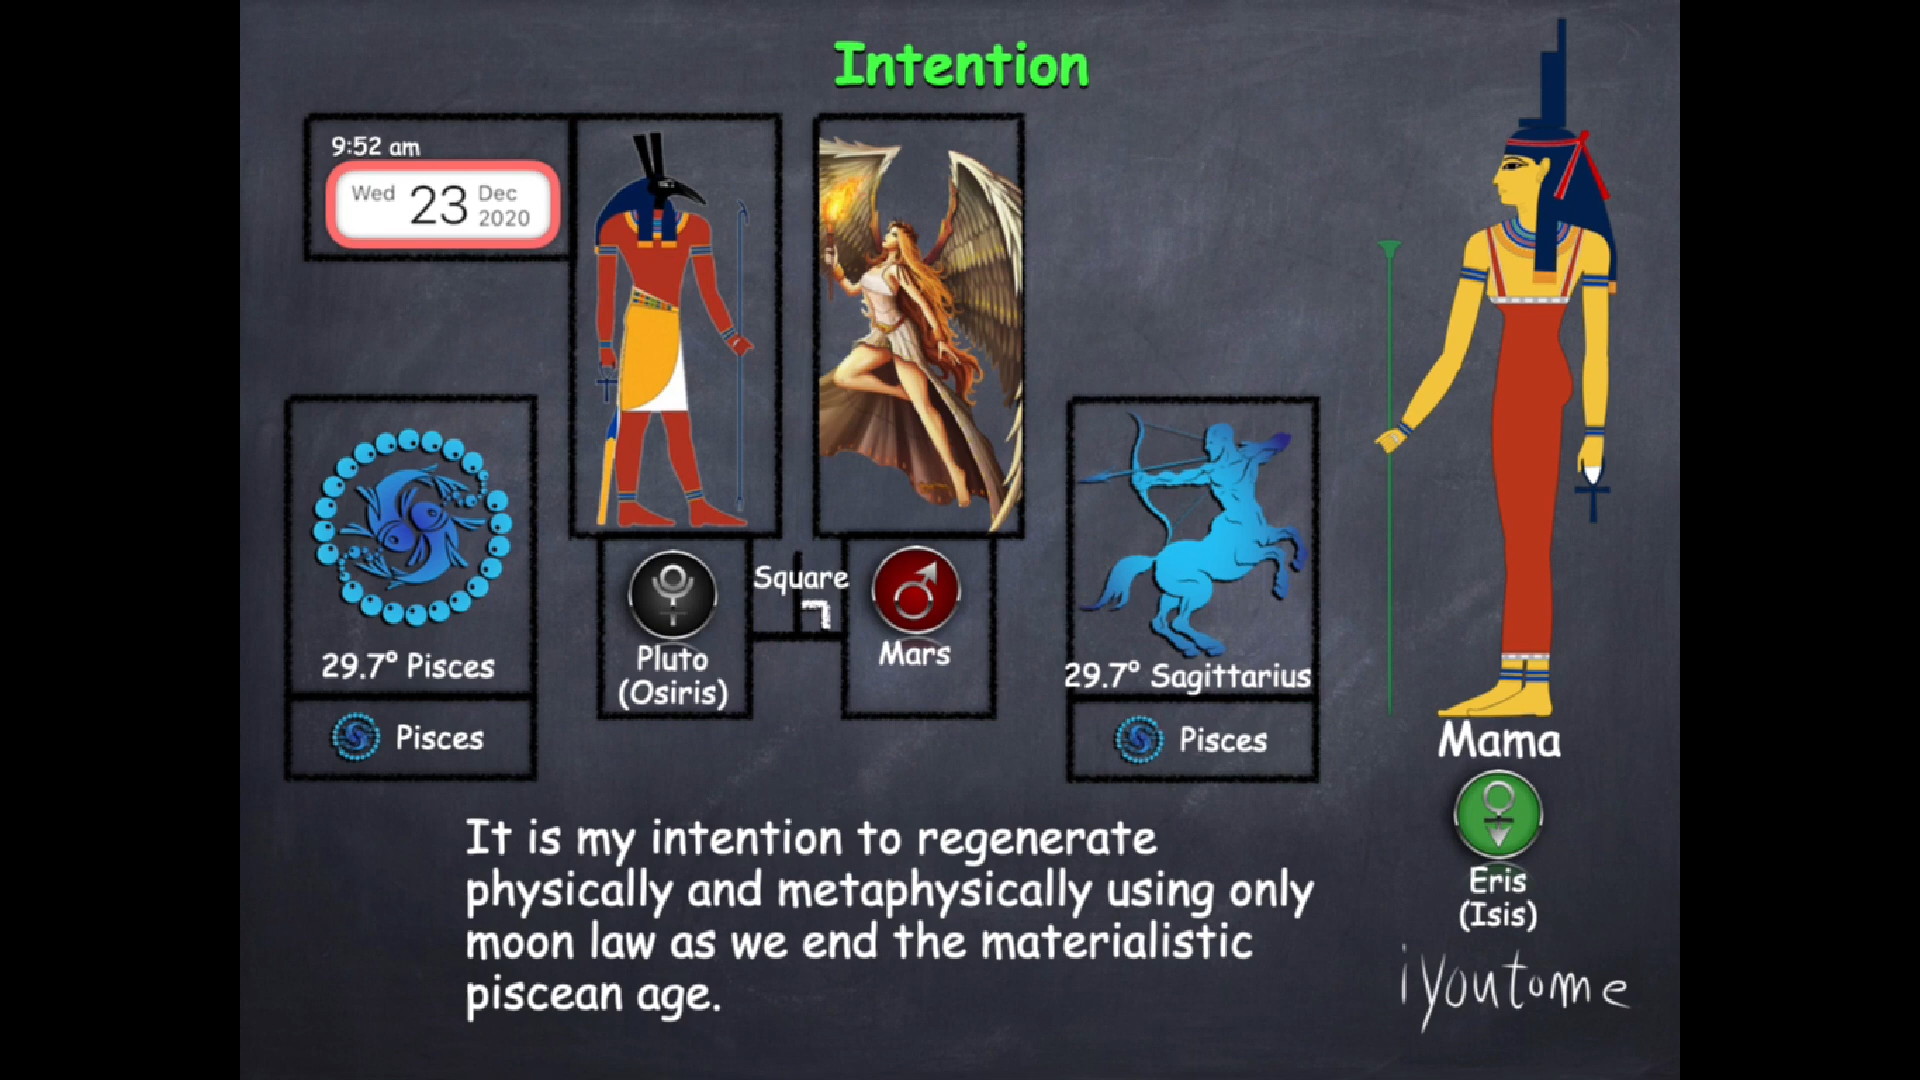 Intention
9:52 am
Wed 23 Dec 2020
Square
29.7° Pisces
Pluto
(Osiris)
Mars
29.7° Sagittarius
Pisces
Pisces
Mama
Eris
(Isis)
It is my intention to regenerate
physically and metaphysically using only
moon law as we end the materialistic
piscean age.
iyoutome